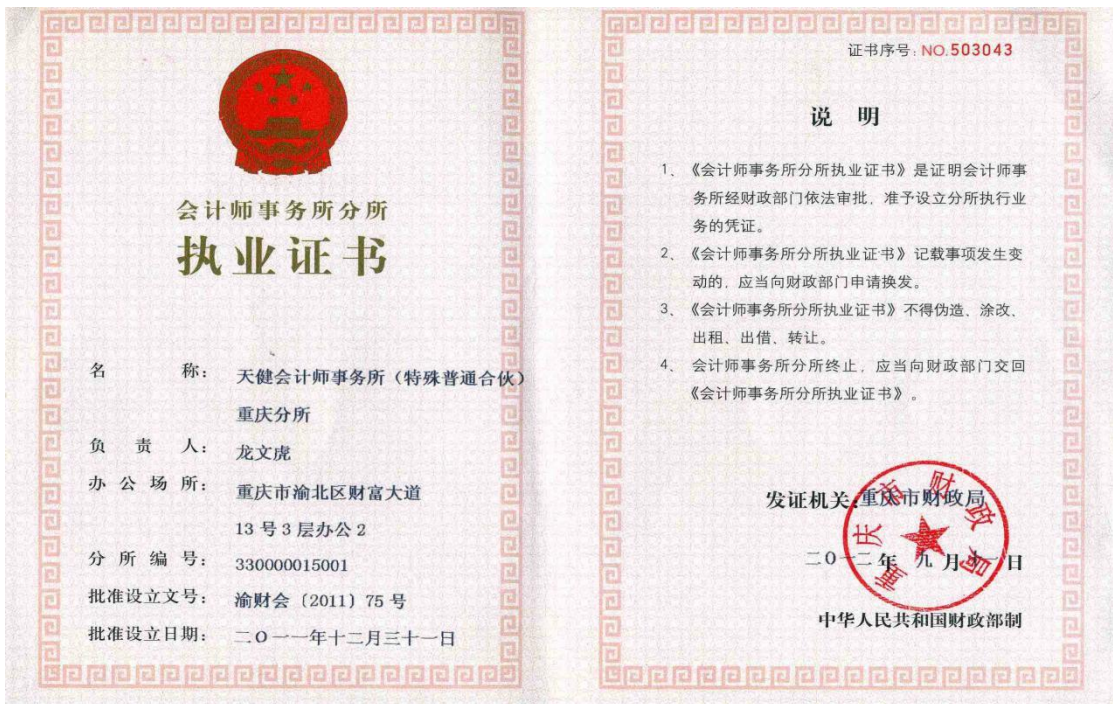 会计师事务所分所
执业证书
名 称： 天健会计师事务所（特殊普通合伙）
重庆分所
负 责 人： 龙文虎
办 公 场 所： 重庆市渝北区财富大道
13 号 3 层办公 2
分 所 编 号： 330000015001
批准设立文号： 渝财会〔2011〕75 号
批准设立日期： 二O一一年十二月三十一日
证书序号：NO.503043
说 明
1、《会计师事务所分所执业证书》是证明会计师事
务所经财政部门依法审批，准予设立分所执行业
务的凭证。
2、《会计师事务所分所执业证书》记载事项发生变
动的，应当向财政部门申请换发。
3、《会计师事务所分所执业证书》不得伪造、涂改、
出租、出借、转让。
4、会计师事务所分所终止，应当向财政部门交回
《会计师事务所分所执业证书》。
发证机关：重庆市财政局
重庆市财政局
二0一二年 九 月 日
中华人民共和国财政部制